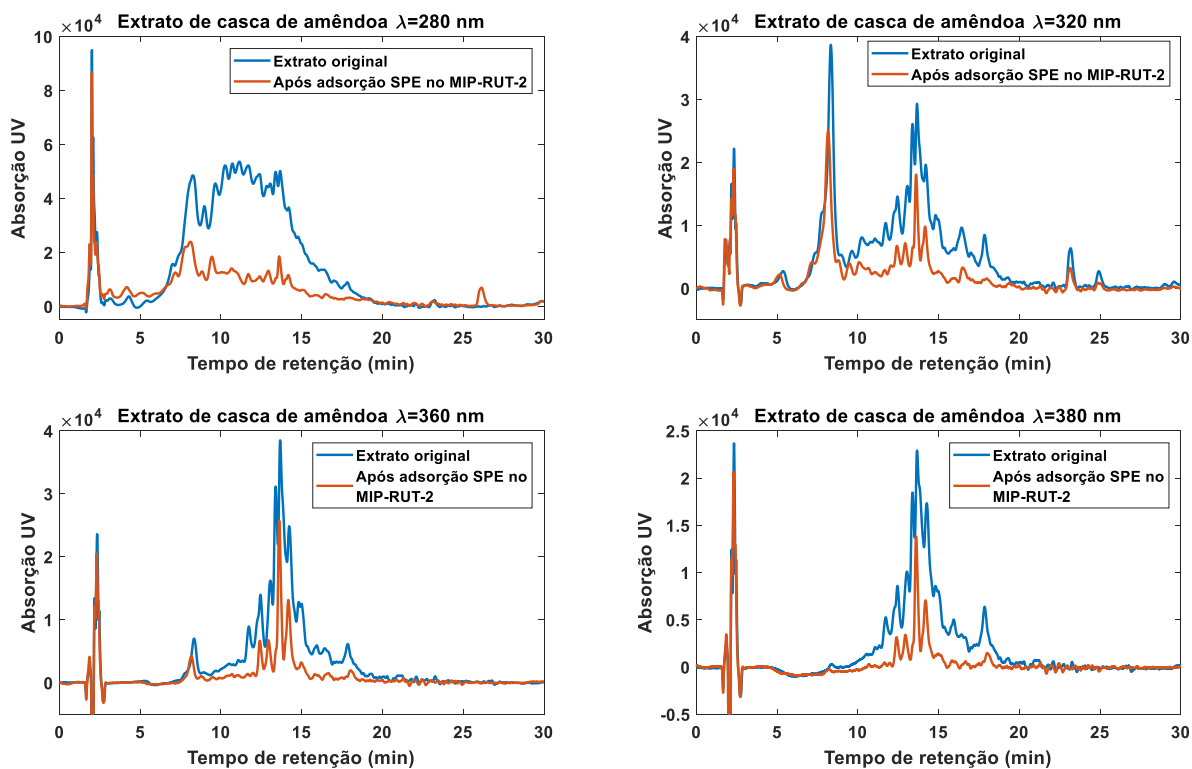 ×10⁴ Extrato de casca de amêndoa λ=280 nm
Absorção UV
10
8
6
4
2
0
Extrato original
Após adsorção SPE no MIP-RUT-2
0 5 10 15 20 25 30
Tempo de retenção (min)
×10⁴ Extrato de casca de amêndoa λ=320 nm
Absorção UV
4
3
2
1
0
Extrato original
Após adsorção SPE no MIP-RUT-2
0 5 10 15 20 25 30
Tempo de retenção (min)
×10⁴ Extrato de casca de amêndoa λ=360 nm
Absorção UV
4
3
2
1
0
Extrato original
Após adsorção SPE no
MIP-RUT-2
0 5 10 15 20 25 30
Tempo de retenção (min)
×10⁴ Extrato de casca de amêndoa λ=380 nm
Absorção UV
2.5
2
1.5
1
0.5
0
-0.5
Extrato original
Após adsorção SPE no
MIP-RUT-2
0 5 10 15 20 25 30
Tempo de retenção (min)